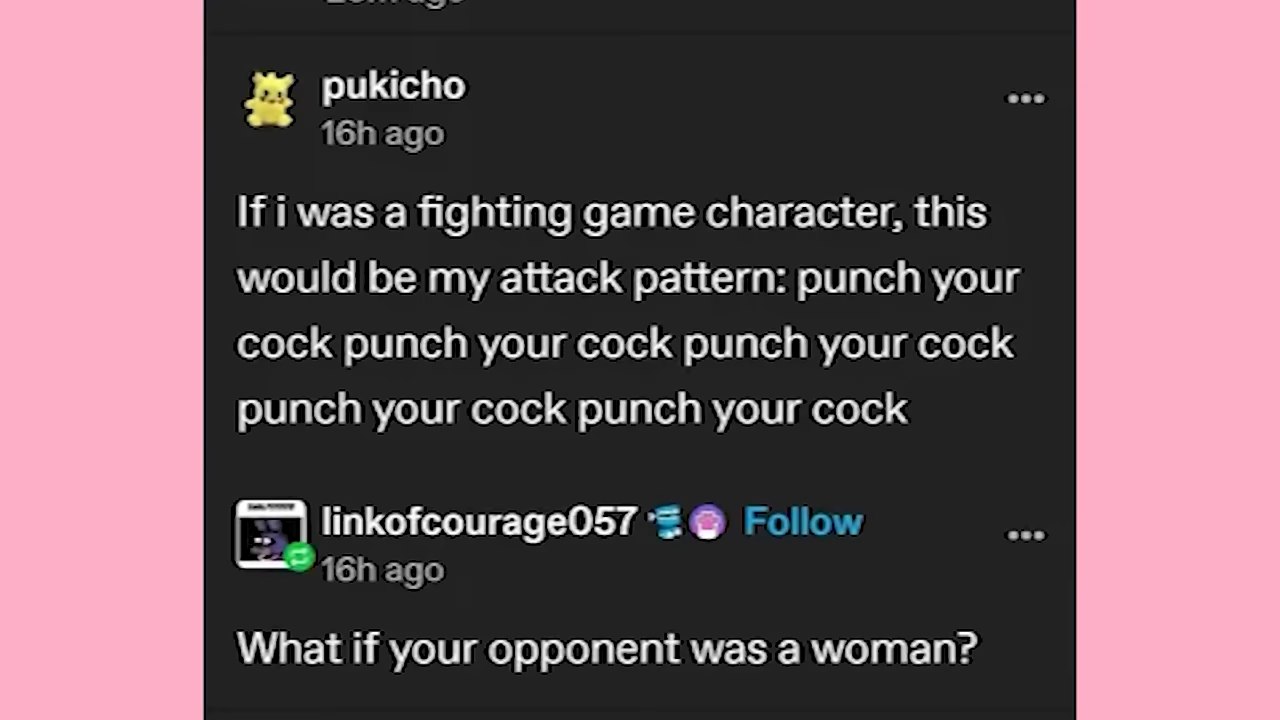 pukicho
16h ago
If i was a fighting game character, this
would be my attack pattern: punch your
cock punch your cock punch your cock
punch your cock punch your cock
linkofcourage057 Follow
16h ago
What if your opponent was a woman?